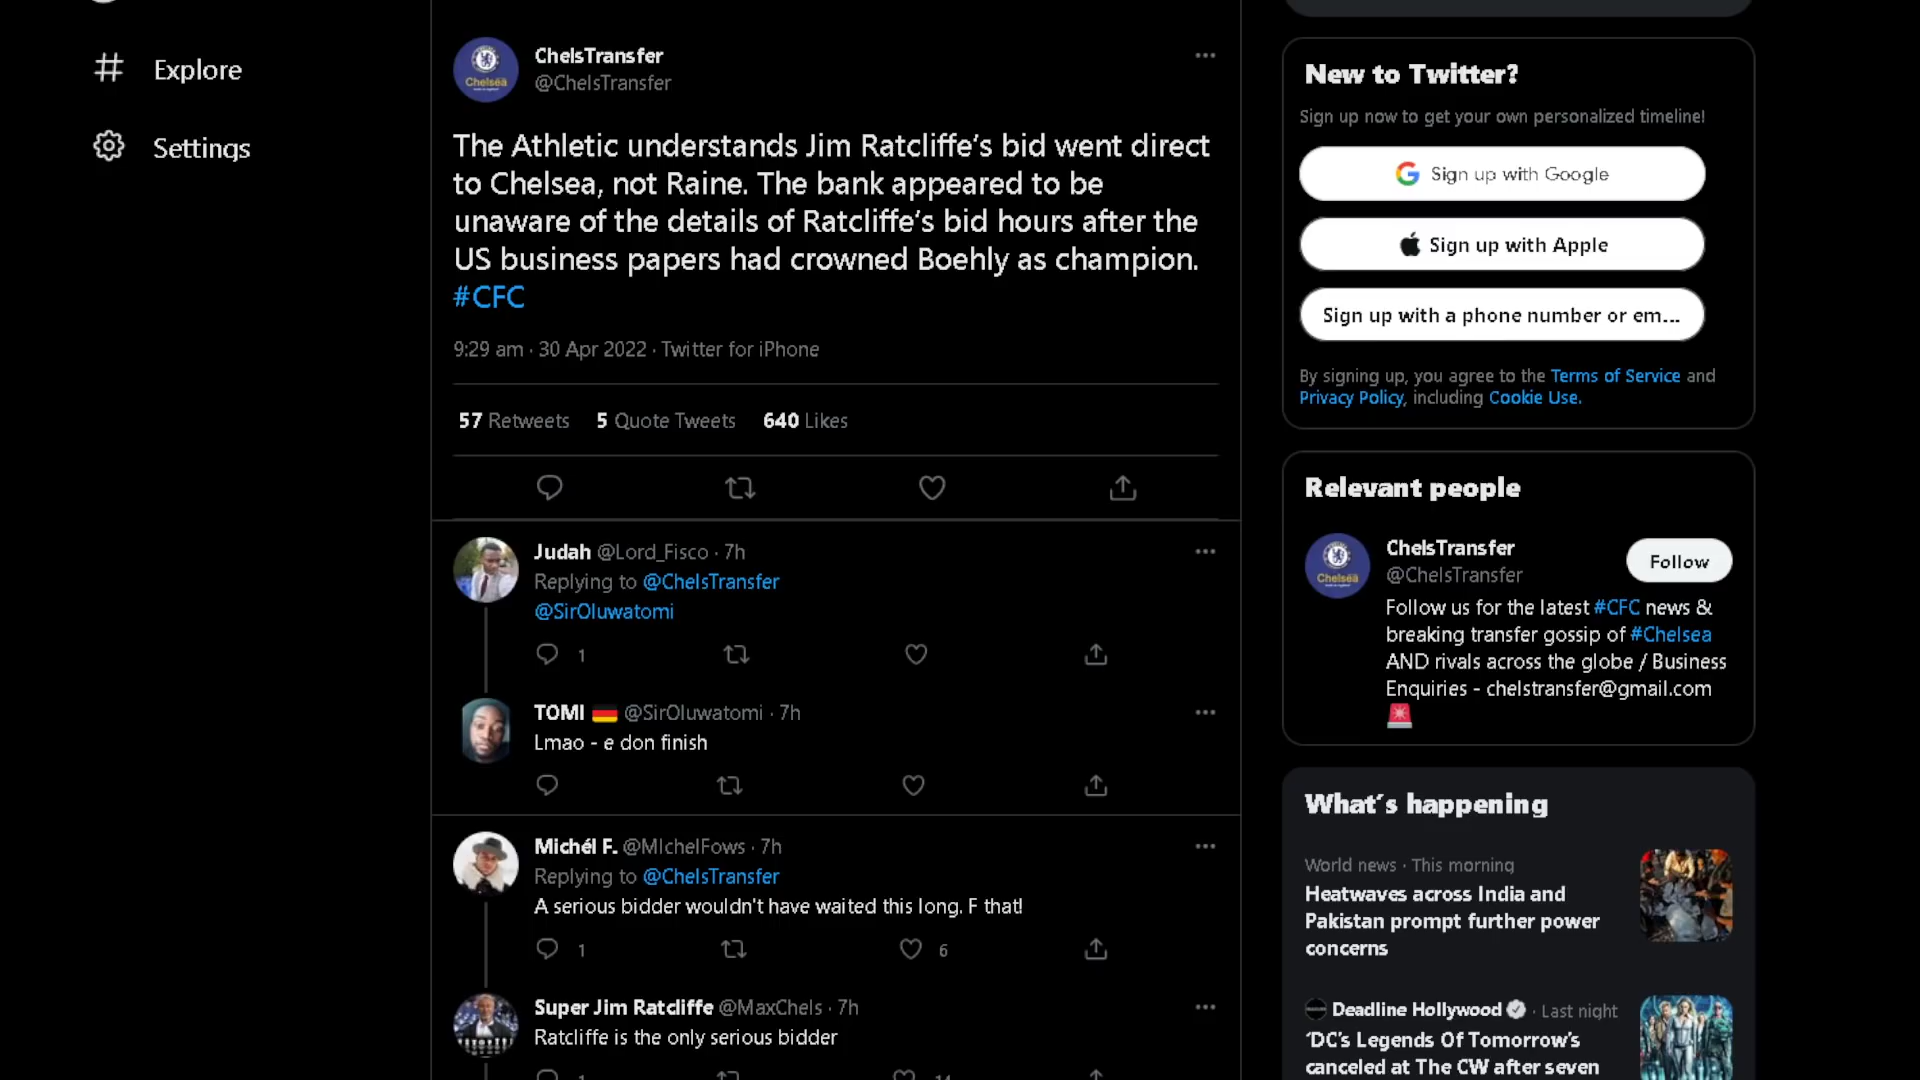 Explore
Settings
ChelsTransfer
@ChelsTransfer
The Athletic understands Jim Ratcliffe's bid went direct
to Chelsea, not Raine. The bank appeared to be
unaware of the details of Ratcliffe's bid hours after the
US business papers had crowned Boehly as champion.
#CFC
9:29 am · 30 Apr 2022 · Twitter for iPhone
57 Retweets 5 Quote Tweets 640 Likes
Judah @Lord_Fisco · 7h
Replying to @ChelsTransfer
@SirOluwatomi
1
TOMI @SirOluwatomi · 7h
Lmao - e don finish
Michél F. @MIchelFows · 7h
Replying to @ChelsTransfer
A serious bidder wouldn't have waited this long. F that!
1 6
Super Jim Ratcliffe @MaxChels · 7h
Ratcliffe is the only serious bidder
1 14
New to Twitter?
Sign up now to get your own personalized timeline!
Sign up with Google
Sign up with Apple
Sign up with a phone number or em...
By signing up, you agree to the Terms of Service and
Privacy Policy, including Cookie Use.
Relevant people
ChelsTransfer
@ChelsTransfer
Follow
Follow us for the latest #CFC news &
breaking transfer gossip of #Chelsea
AND rivals across the globe / Business
Enquiries - chelstransfer@gmail.com
What's happening
World news · This morning
Heatwaves across India and
Pakistan prompt further power
concerns
Deadline Hollywood · Last night
'DC's Legends Of Tomorrow's
canceled at The CW after seven